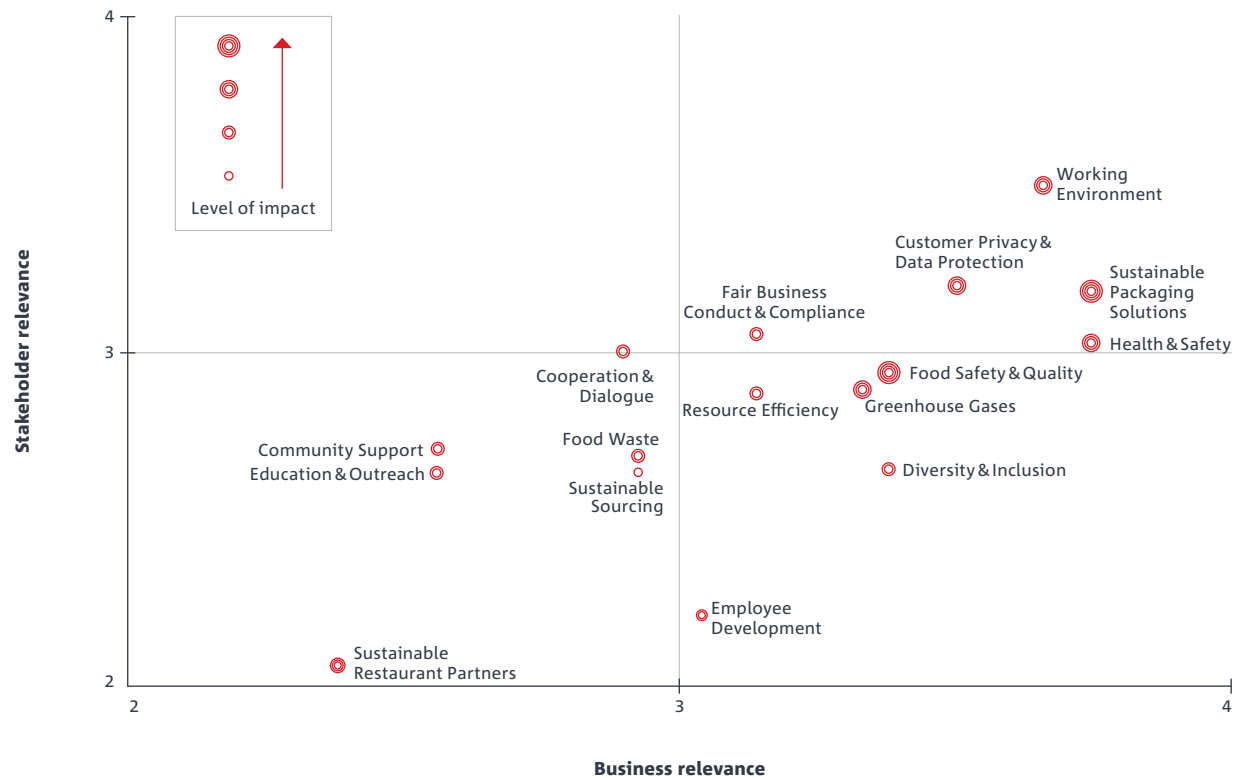 4
Level of impact
Working
Environment
Customer Privacy &
Data Protection
Sustainable
Packaging
Solutions
Fair Business
Conduct & Compliance
Health & Safety
3
Cooperation &
Dialogue
Food Safety & Quality
Greenhouse Gases
Resource Efficiency
Community Support
Food Waste
Education & Outreach
Diversity & Inclusion
Sustainable
Sourcing
Employee
Development
Sustainable
Restaurant Partners
2
2
3
4
Stakeholder relevance
Business relevance